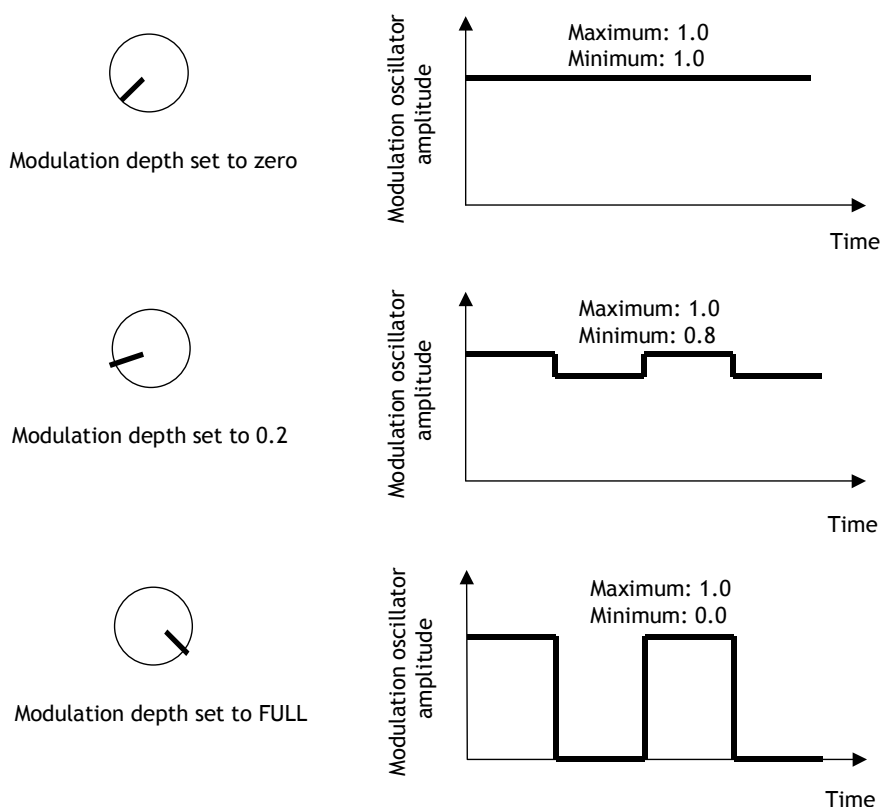 Maximum: 1.0
Minimum: 1.0
Modulation oscillator
amplitude
Modulation depth set to zero
Time
Maximum: 1.0
Minimum: 0.8
Modulation oscillator
amplitude
Modulation depth set to 0.2
Time
Maximum: 1.0
Minimum: 0.0
Modulation oscillator
amplitude
Modulation depth set to FULL
Time